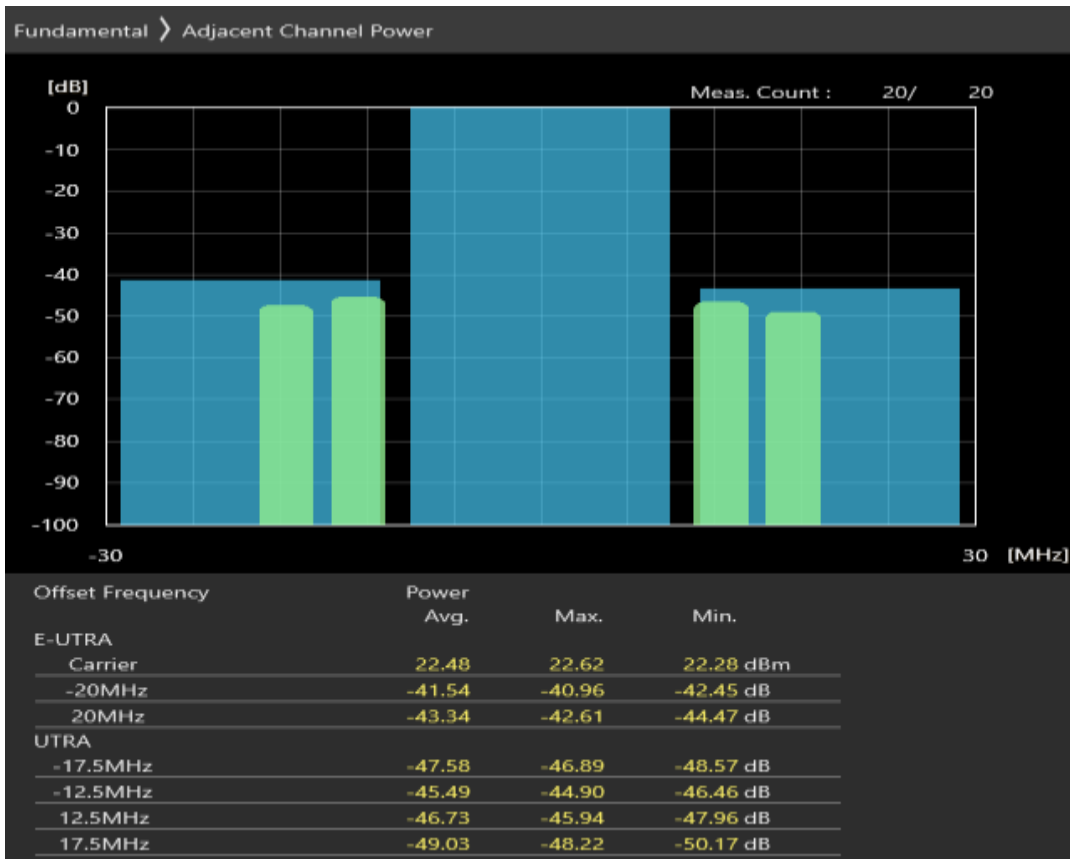 Fundamental 〉 Adjacent Channel Power
[dB]
Meas. Count : 20/ 20
0
-10
-20
-30
-40
-50
-60
-70
-80
-90
-100
-30 30 [MHz]
Offset Frequency Power
Avg. Max. Min.
E-UTRA
Carrier 22.48 22.62 22.28 dBm
-20MHz -41.54 -40.96 -42.45 dB
20MHz -43.34 -42.61 -44.47 dB
UTRA
-17.5MHz -47.58 -46.89 -48.57 dB
-12.5MHz -45.49 -44.90 -46.46 dB
12.5MHz -46.73 -45.94 -47.96 dB
17.5MHz -49.03 -48.22 -50.17 dB